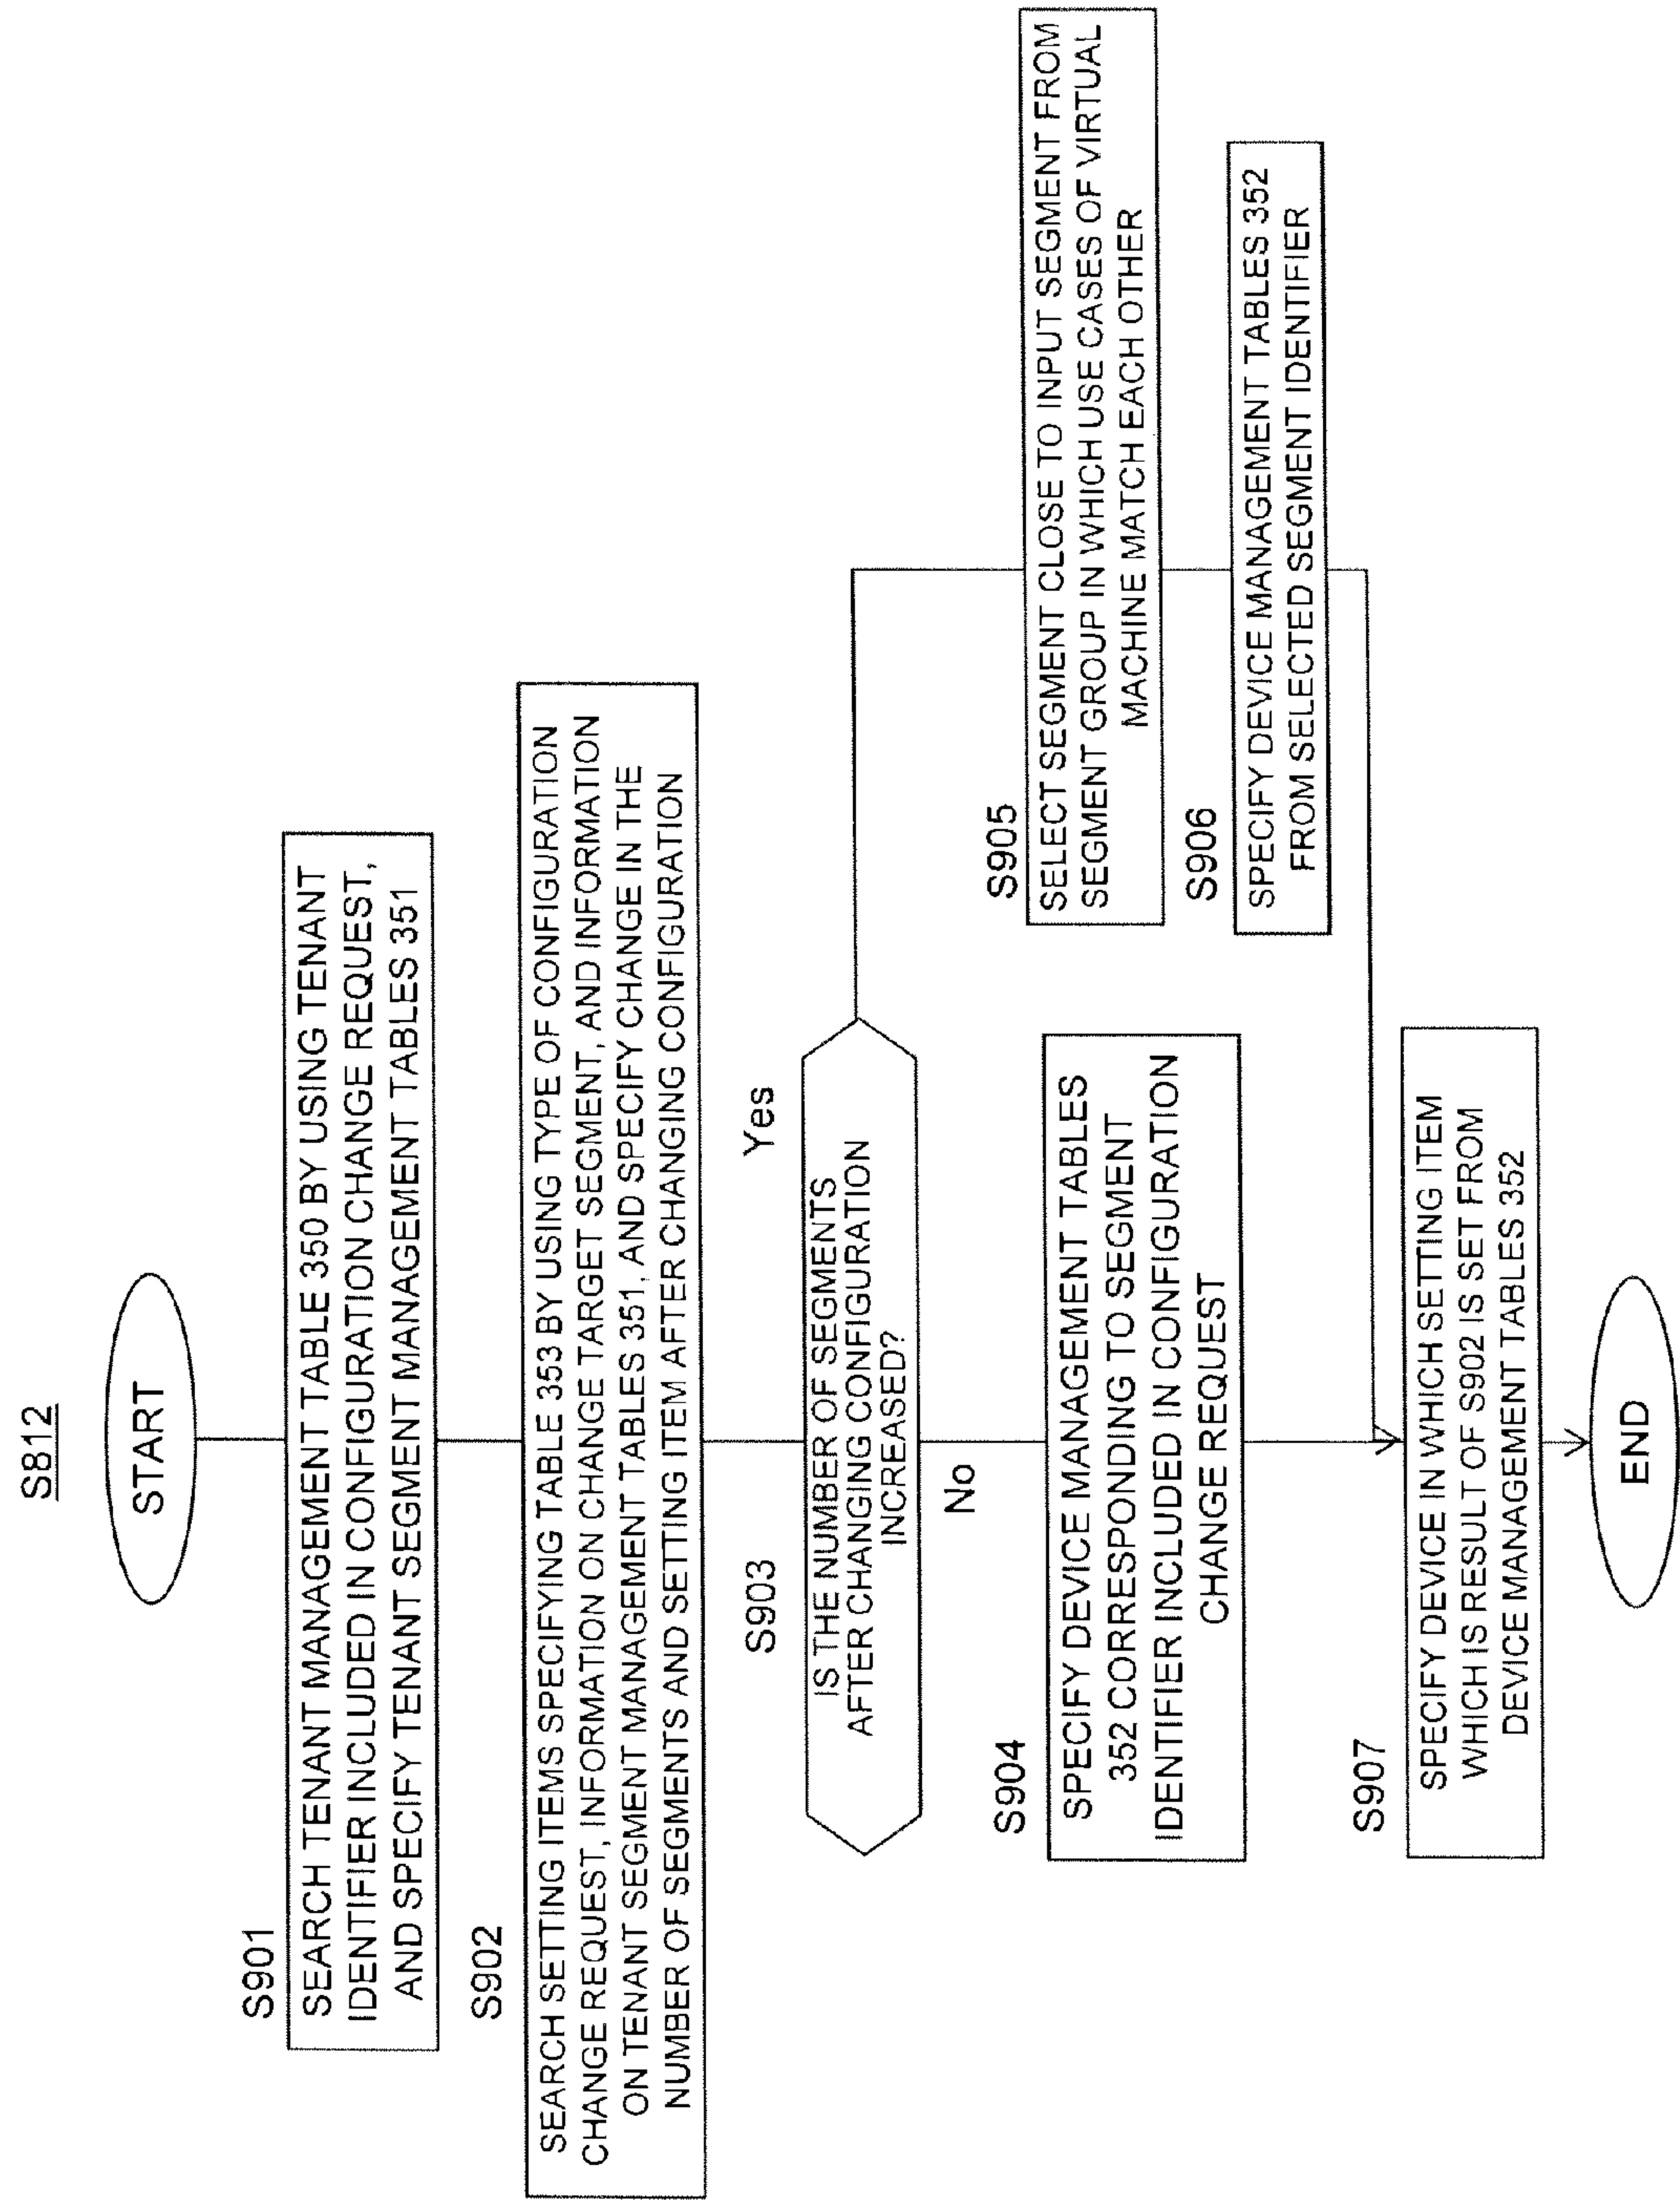 S812
START
S901
SEARCH TENANT MANAGEMENT TABLE 350 BY USING TENANT
IDENTIFIER INCLUDED IN CONFIGURATION CHANGE REQUEST,
AND SPECIFY TENANT SEGMENT MANAGEMENT TABLES 351
S902
SEARCH SETTING ITEMS SPECIFYING TABLE 353 BY USING TYPE OF CONFIGURATION
CHANGE REQUEST, INFORMATION ON CHANGE TARGET SEGMENT, AND INFORMATION
ON TENANT SEGMENT MANAGEMENT TABLES 351, AND SPECIFY CHANGE IN THE
NUMBER OF SEGMENTS AND SETTING ITEM AFTER CHANGING CONFIGURATION
S903
IS THE NUMBER OF SEGMENTS
AFTER CHANGING CONFIGURATION
INCREASED?
Yes
No
S904
SPECIFY DEVICE MANAGEMENT TABLES
352 CORRESPONDING TO SEGMENT
IDENTIFIER INCLUDED IN CONFIGURATION
CHANGE REQUEST
S905
SELECT SEGMENT CLOSE TO INPUT SEGMENT FROM
SEGMENT GROUP IN WHICH USE CASES OF VIRTUAL
MACHINE MATCH EACH OTHER
S906
SPECIFY DEVICE MANAGEMENT TABLES 352
FROM SELECTED SEGMENT IDENTIFIER
S907
SPECIFY DEVICE IN WHICH SETTING ITEM
WHICH IS RESULT OF S902 IS SET FROM
DEVICE MANAGEMENT TABLES 352
END